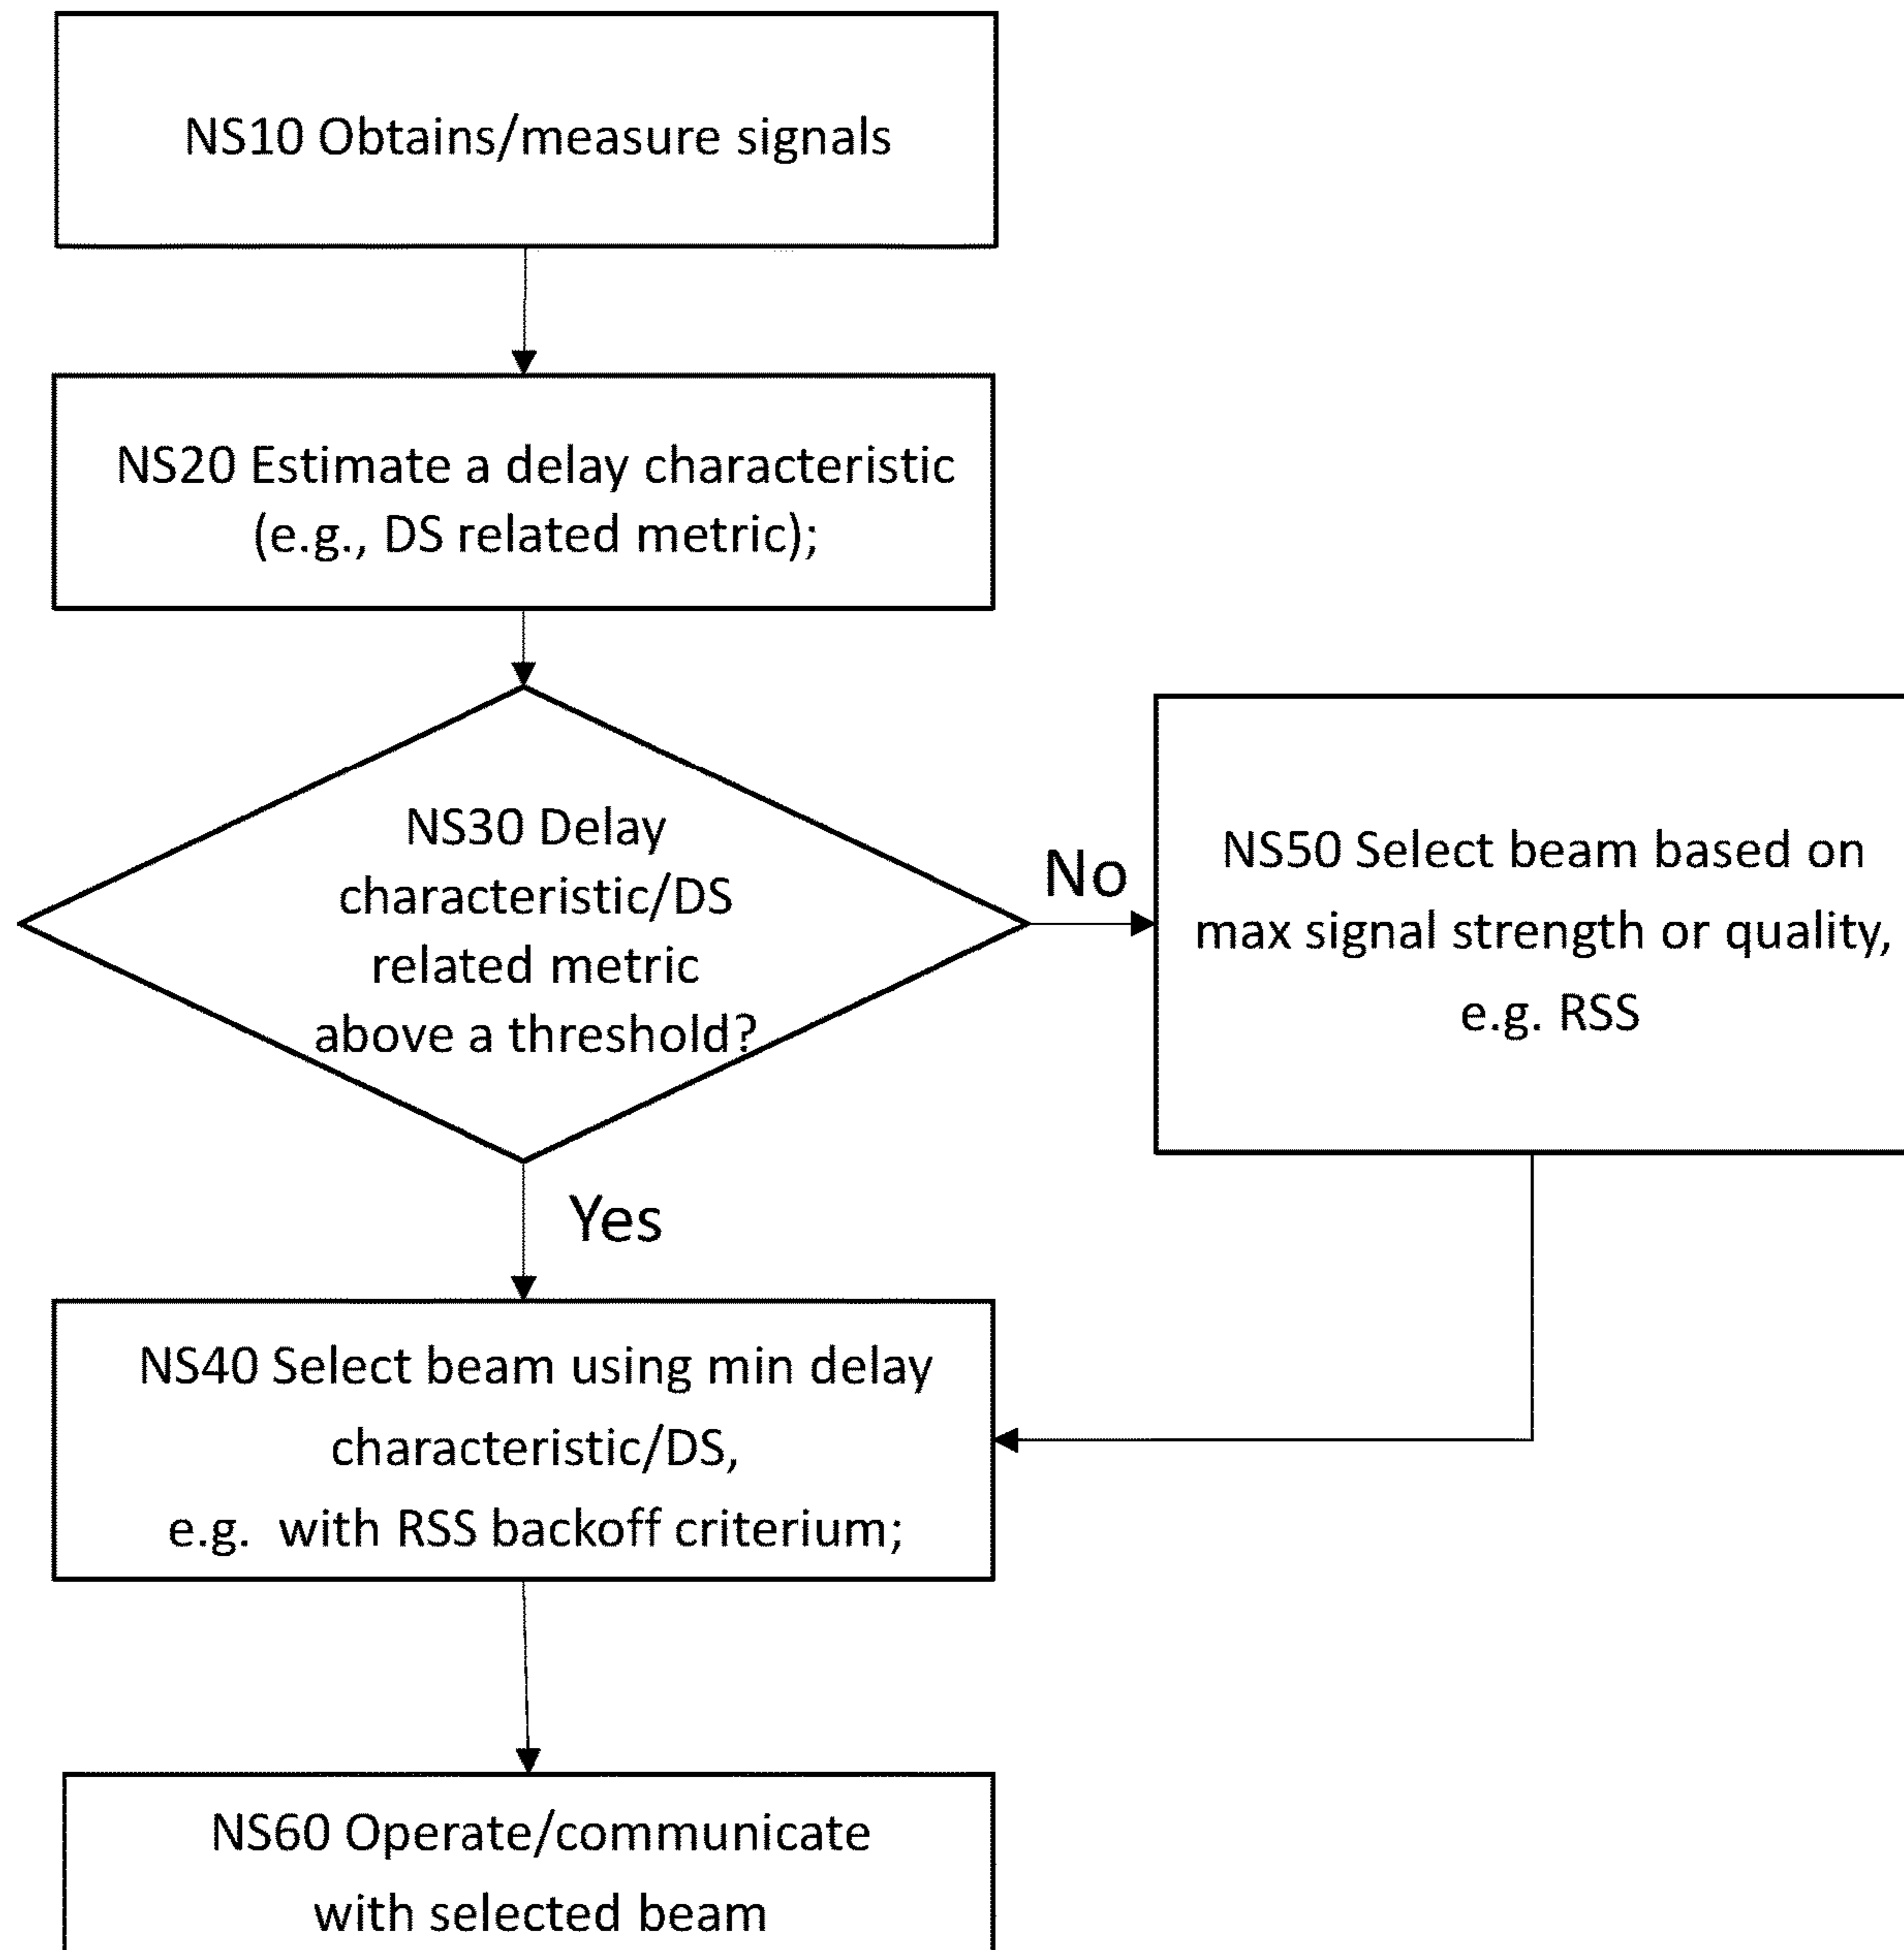 NS10 Obtains/measure signals
NS20 Estimate a delay characteristic
(e.g., DS related metric);
NS30 Delay
characteristic/DS
related metric
above a threshold?
No
NS50 Select beam based on
max signal strength or quality,
e.g. RSS
Yes
NS40 Select beam using min delay
characteristic/DS,
e.g. with RSS backoff criterium;
NS60 Operate/communicate
with selected beam